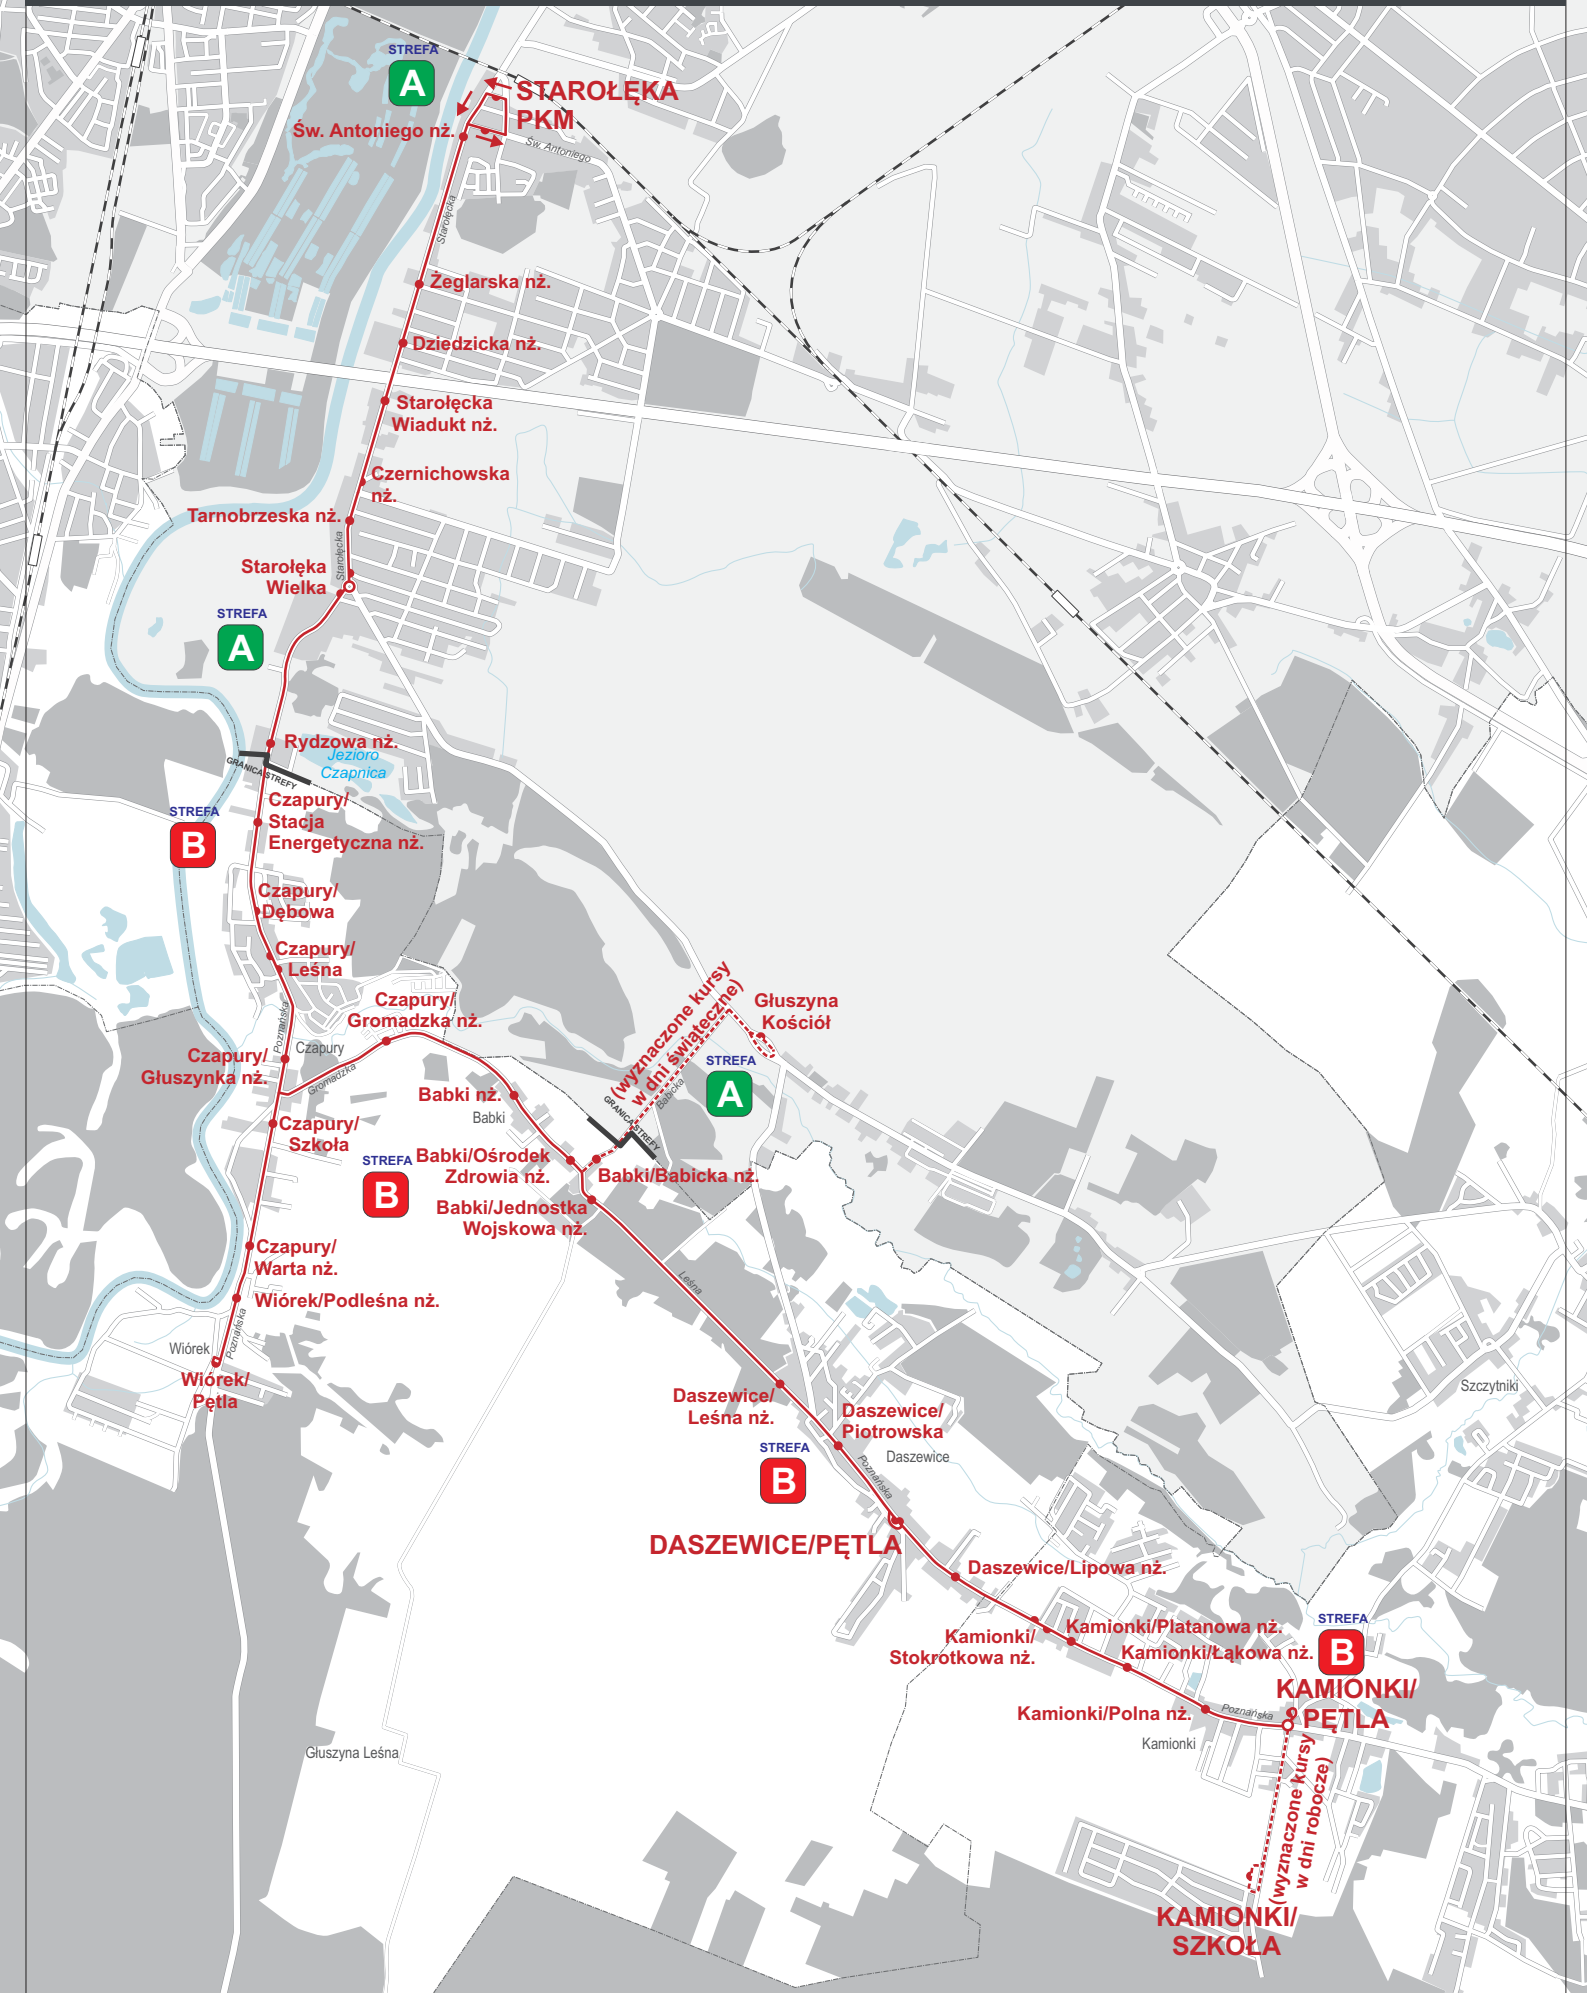 STREFA
A
STAROŁĘKA
PKM
Św. Antoniego nż.
Św. Antoniego
Starołęcka
Żeglarska nż.
Dziedzicka nż.
Starołęcka
Wiadukt nż.
Czernichowska
nż.
Tarnobrzeska nż.
Starołęcka
Starołęka
Wielka
STREFA
A
Rydzowa nż.
Jezioro
Czapnica
GRANICA STREFY
STREFA
B
Czapury/
Stacja
Energetyczna nż.
Czapury/
Dębowa
Czapury/
Leśna
Czapury/
Gromadzka nż.
Poznańska
Czapury
Czapury/
Głuszynka nż.
Gromadzka
(wyznaczone kursy
w dni świąteczne)
Głuszyna
Kościół
STREFA
A
Babicka
GRANICA STREFY
Babki nż.
Babki
Czapury/
Szkoła
STREFA
B
Babki/Ośrodek
Zdrowia nż.
Babki/Babicka nż.
Babki/Jednostka
Wojskowa nż.
Czapury/
Warta nż.
Wiórek/Podleśna nż.
Poznańska
Wiórek
Wiórek/
Pętla
Leśna
Daszewice/
Leśna nż.
Daszewice/
Piotrowska
Szczytniki
STREFA
B
Daszewice
Poznańska
DASZEWICE/PĘTLA
Daszewice/Lipowa nż.
Kamionki/
Stokrotkowa nż.
Kamionki/Platanowa nż.
Kamionki/Łąkowa nż.
STREFA
B
KAMIONKI/
PĘTLA
Kamionki/Polna nż.
Poznańska
Kamionki
Głuszyna Leśna
(wyznaczone kursy
w dni robocze)
KAMIONKI/
SZKOŁA